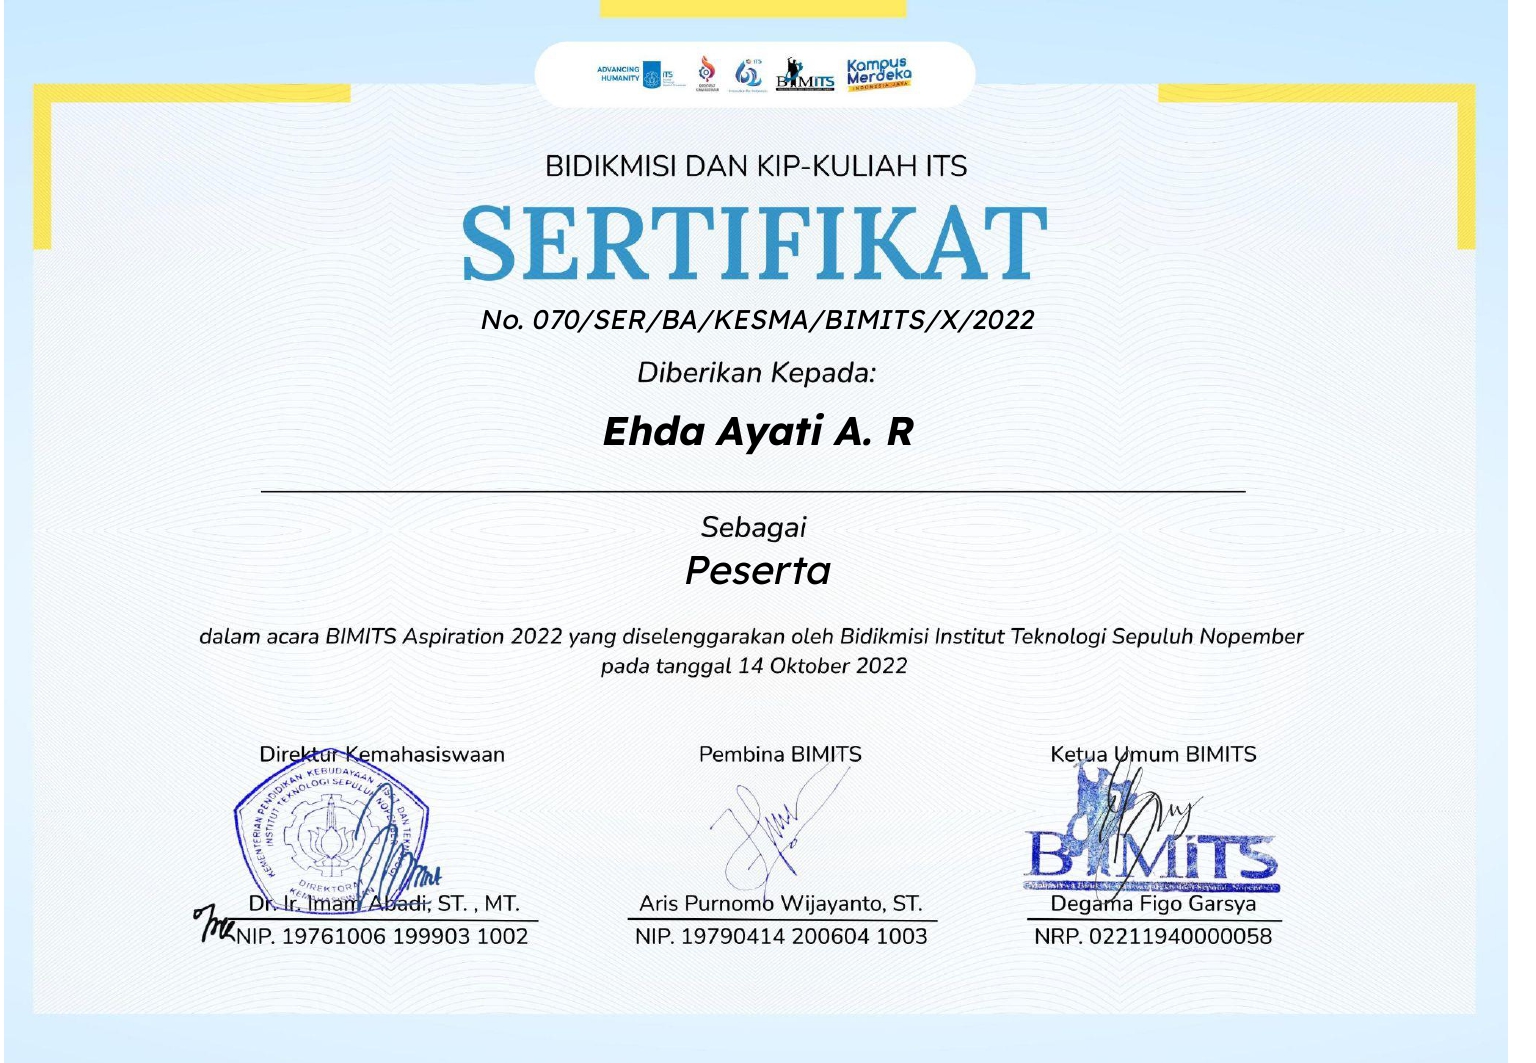 ADVANCING
HUMANITY
ITS
BIMITS
Kampus
Merdeka
INDONESIA JAYA
BIDIKMISI DAN KIP-KULIAH ITS
SERTIFIKAT
No. 070/SER/BA/KESMA/BIMITS/X/2022
Diberikan Kepada:
Ehda Ayati A. R
Sebagai
Peserta
dalam acara BIMITS Aspiration 2022 yang diselenggarakan oleh Bidikmisi Institut Teknologi Sepuluh Nopember
pada tanggal 14 Oktober 2022
Direktur Kemahasiswaan
KEMENTERIAN PENDIDIKAN KEBUDAYAAN RISET DAN TEKNOLOGI
INSTITUT TEKNOLOGI SEPULUH NOPEMBER
DIREKTORAT
KEMAHASISWAAN
Dr. Ir. Imam Abadi, ST. , MT.
NIP. 19761006 199903 1002
Pembina BIMITS
Aris Purnomo Wijayanto, ST.
NIP. 19790414 200604 1003
Ketua Umum BIMITS
BIMITS
Degama Figo Garsya
NRP. 02211940000058